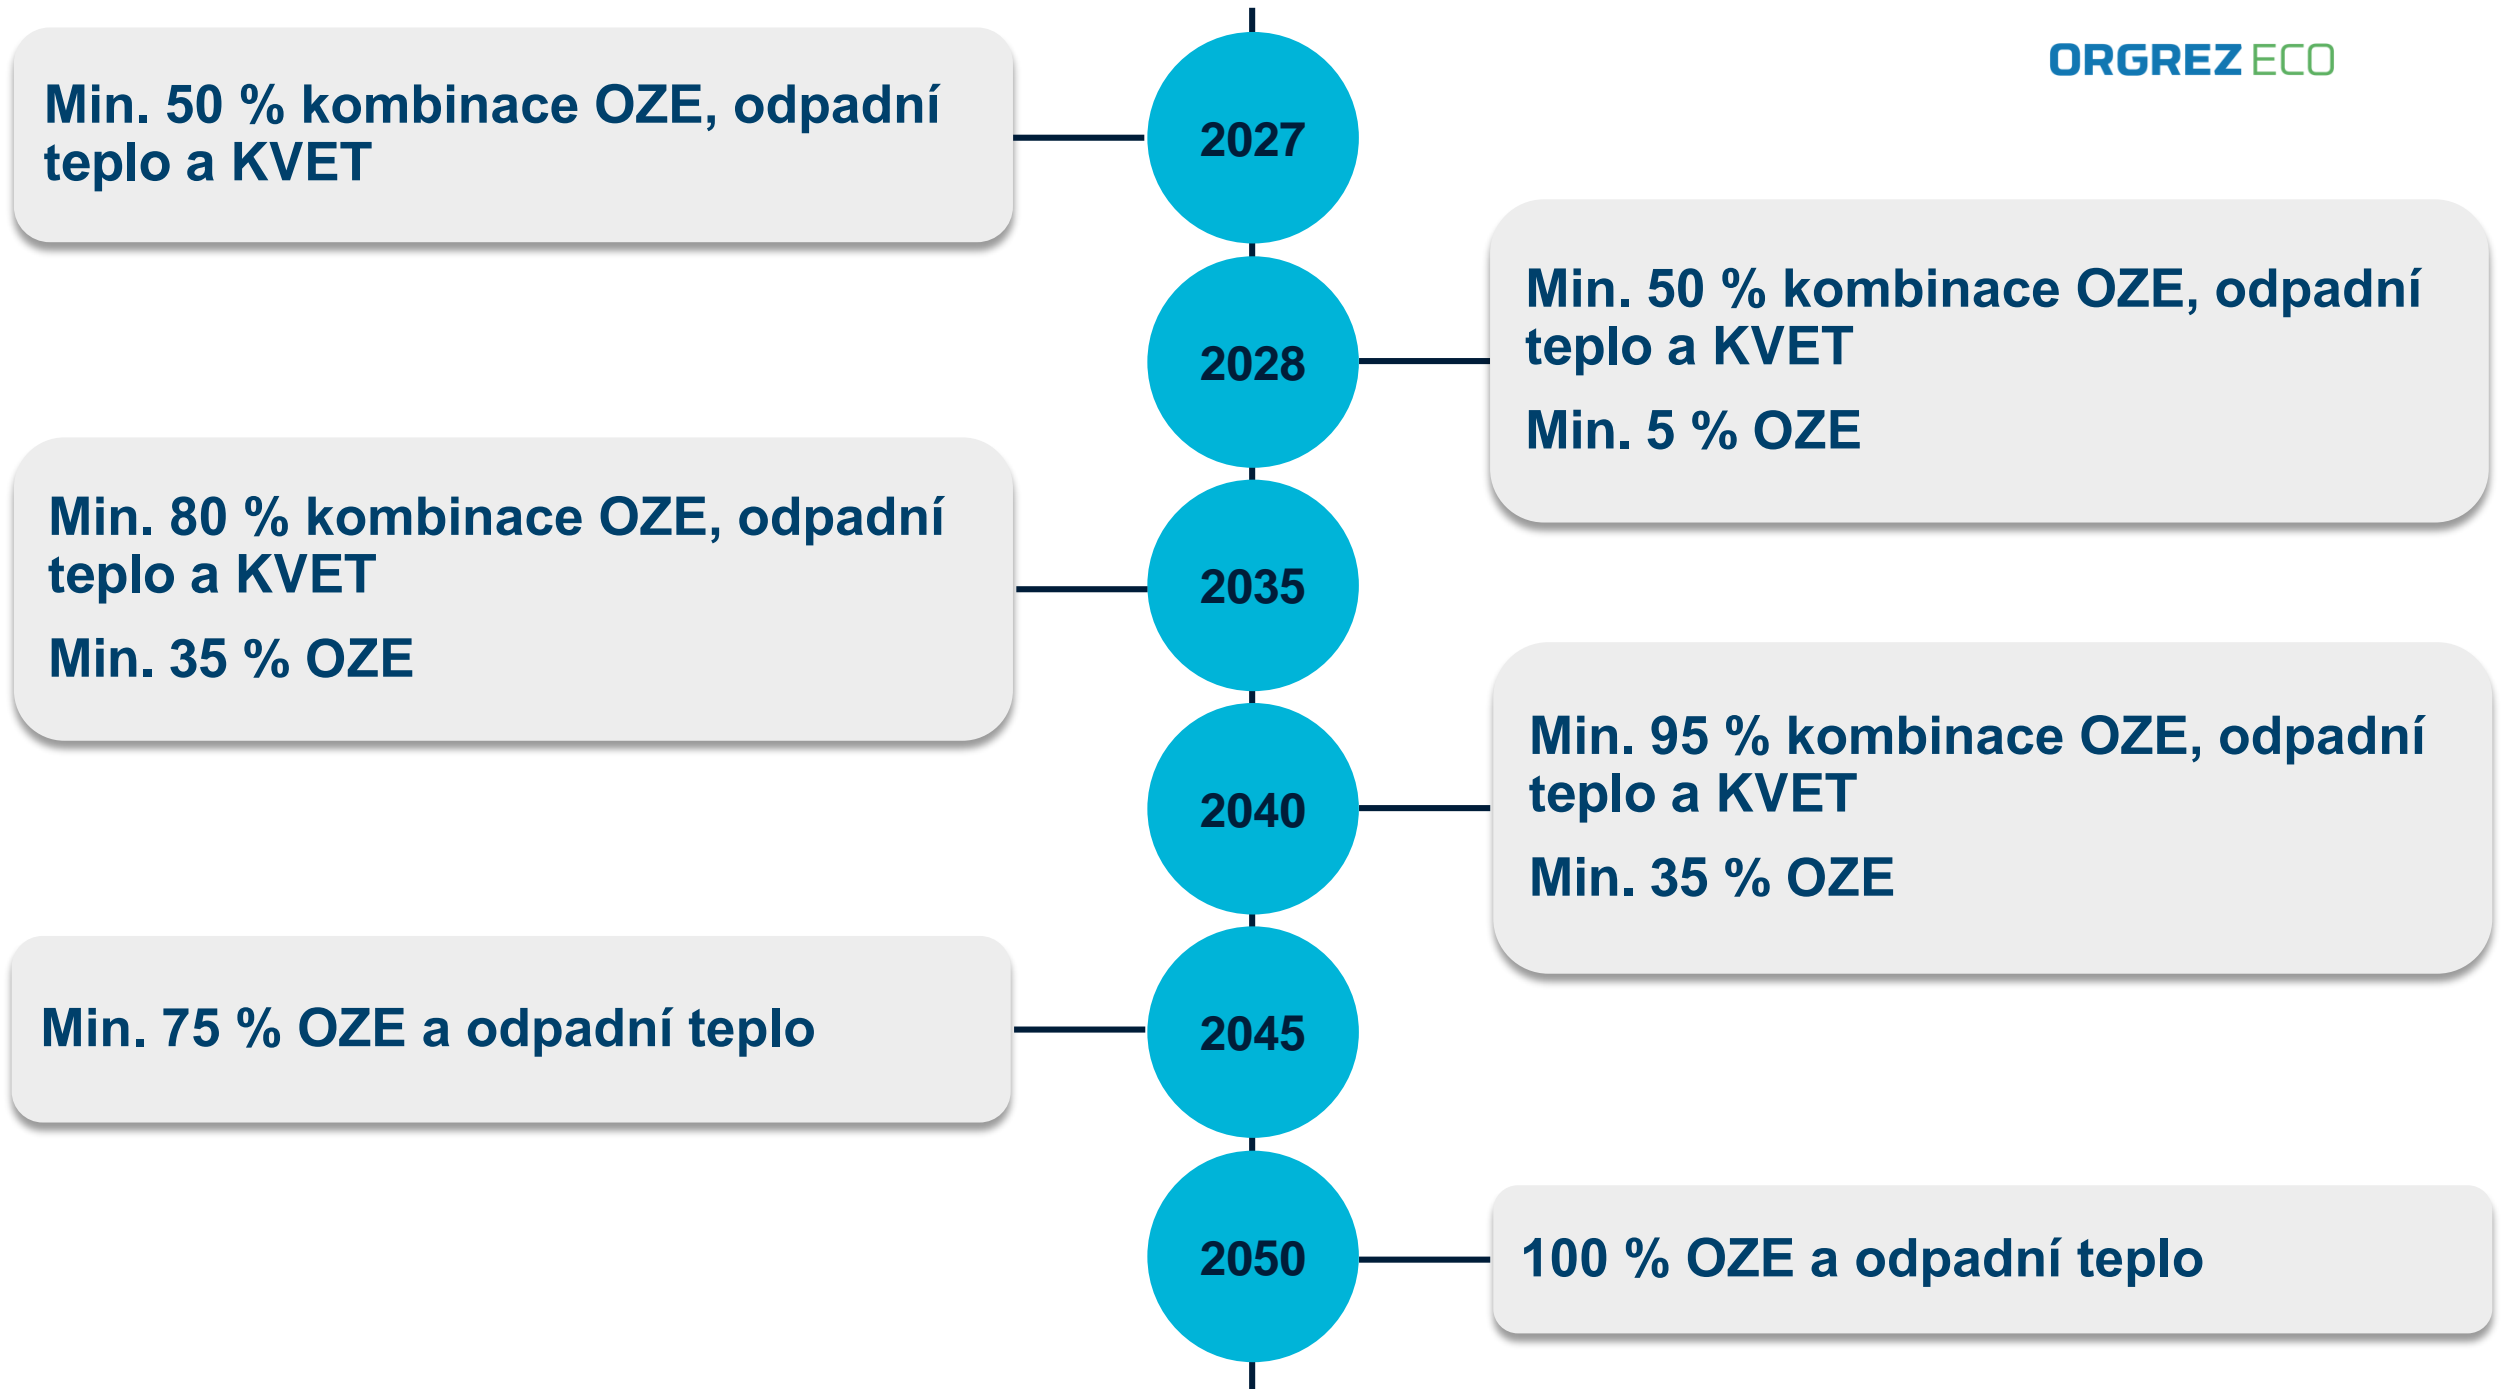 ORGREZ ECO
Min. 50 % kombinace OZE, odpadní
teplo a KVET
2027
2028
Min. 50 % kombinace OZE, odpadní
teplo a KVET
Min. 5 % OZE
Min. 80 % kombinace OZE, odpadní
teplo a KVET
Min. 35 % OZE
2035
2040
Min. 95 % kombinace OZE, odpadní
teplo a KVET
Min. 35 % OZE
Min. 75 % OZE a odpadní teplo
2045
2050
100 % OZE a odpadní teplo